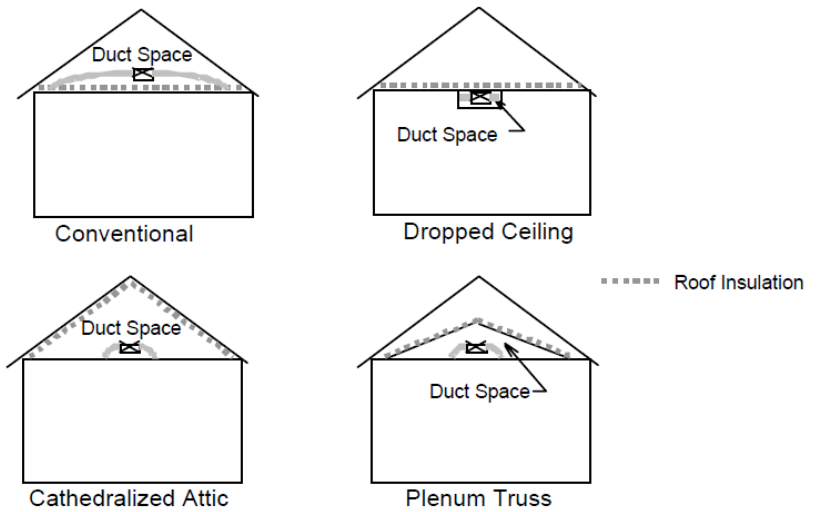 Duct Space
Conventional
Duct Space
Dropped Ceiling
Roof Insulation
Duct Space
Cathedralized Attic
Duct Space
Plenum Truss